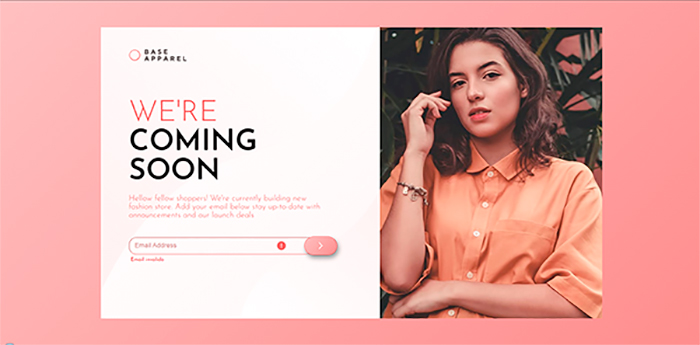 BASE
APPAREL
WE'RE
COMING
SOON
Hellow fellow shoppers! We're currently building new
fashion store. Add your email below stay up-to-date with
announcements and our launch deals.
Email Address
Email invalide